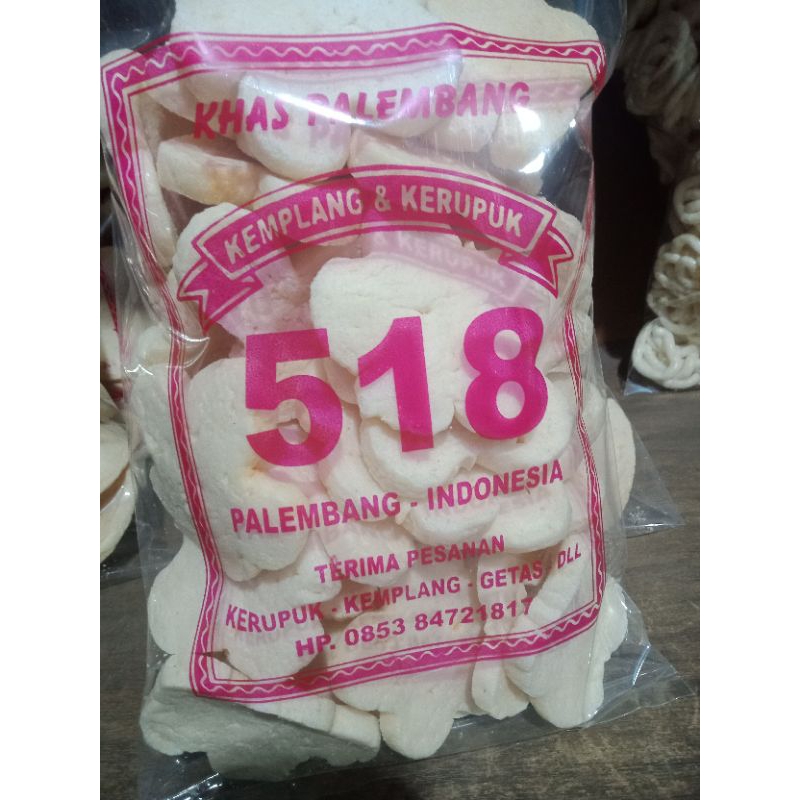 KHAS PALEMBANG
KEMPLANG & KERUPUK
518
PALEMBANG - INDONESIA
TERIMA PESANAN
KERUPUK - KEMPLANG - GETAS - DLL
HP. 0853 84721817